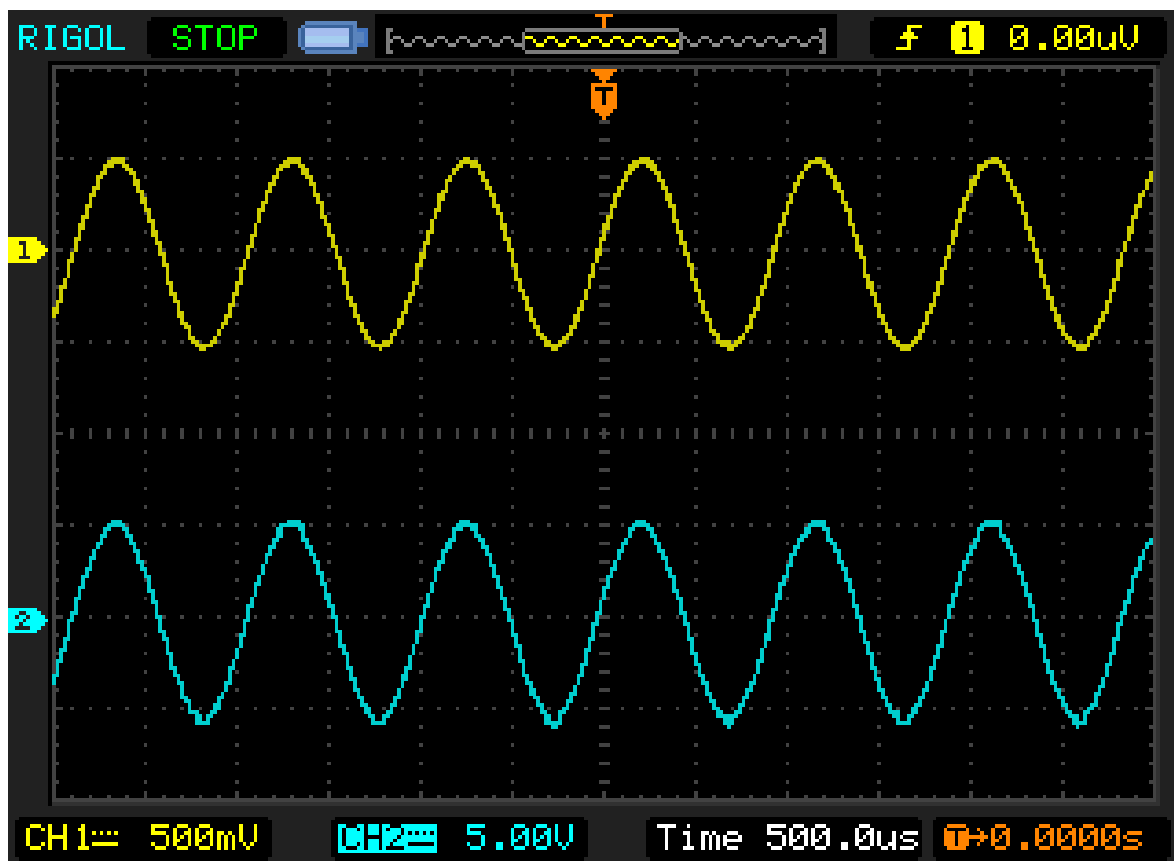 RIGOL STOP T 1 0.00uV
T
1
2
CH1 500mV CH2 5.00V Time 500.0us T→0.0000s